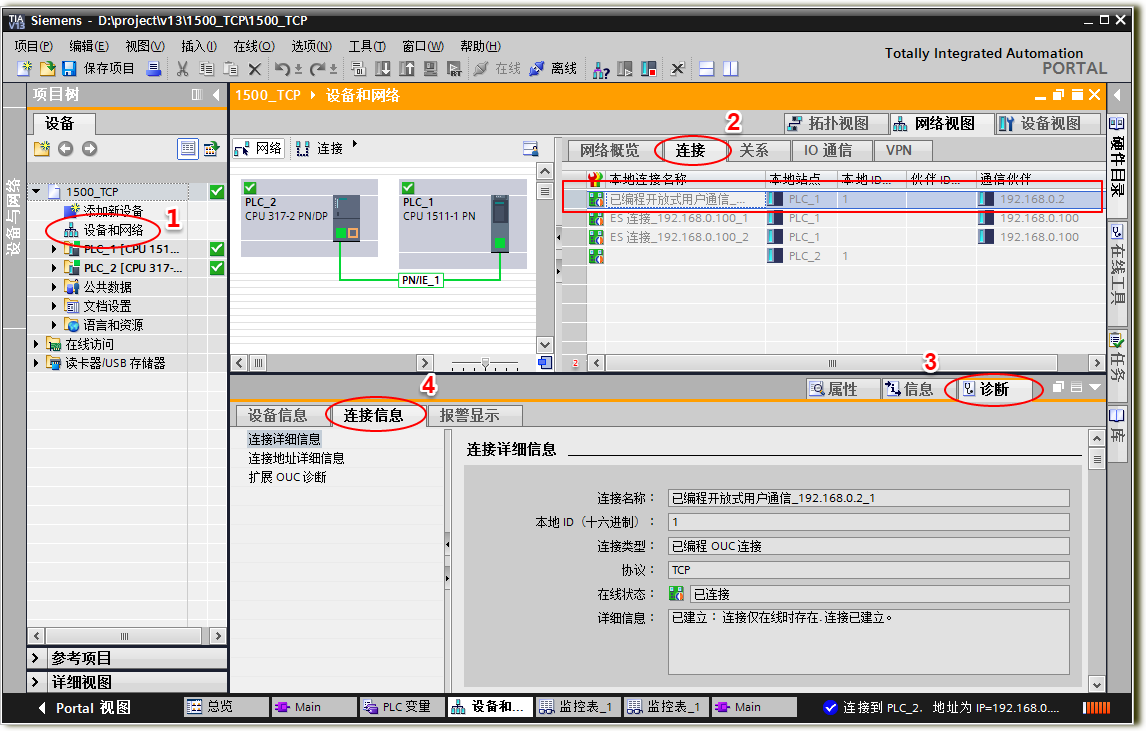 TIA
V13
Siemens - D:\project\v13\1500_TCP\1500_TCP
项目(P) 编辑(E) 视图(V) 插入(I) 在线(O) 选项(N) 工具(T) 窗口(W) 帮助(H)
Totally Integrated Automation
PORTAL
保存项目 在线 离线
项目树
1500_TCP 设备和网络
设备
2
拓扑视图 网络视图 设备视图
网络 连接
网络概览 连接 关系 IO 通信 VPN
本地连接名称 本地站点 本地 ID... 伙伴 ID... 通信伙伴
已编程开放式用户通信_... PLC_1 1 192.168.0.2
ES 连接_192.168.0.100_1 PLC_1 192.168.0.100
ES 连接_192.168.0.100_2 PLC_1 192.168.0.100
PLC_2 1
1500_TCP
添加新设备
1
设备和网络
PLC_1 [CPU 151...
PLC_2 [CPU 317-...
公共数据
文档设置
语言和资源
在线访问
读卡器/USB 存储器
PLC_2
CPU 317-2 PN/DP
PLC_1
CPU 1511-1 PN
PN/IE_1
2
设备与网络
硬件目录
在线工具
任务
库
3
4
属性 信息 诊断
设备信息 连接信息 报警显示
连接详细信息
连接地址详细信息
扩展 OUC 诊断
连接详细信息
连接名称： 已编程开放式用户通信_192.168.0.2_1
本地 ID（十六进制）： 1
连接类型： 已编程 OUC 连接
协议： TCP
在线状态： 已连接
详细信息： 已建立：连接仅在线时存在.连接已建立。
参考项目
详细视图
Portal 视图 总览 Main PLC 变量 设备和... 监控表_1 监控表_1 Main 连接到 PLC_2. 地址为 IP=192.168.0....